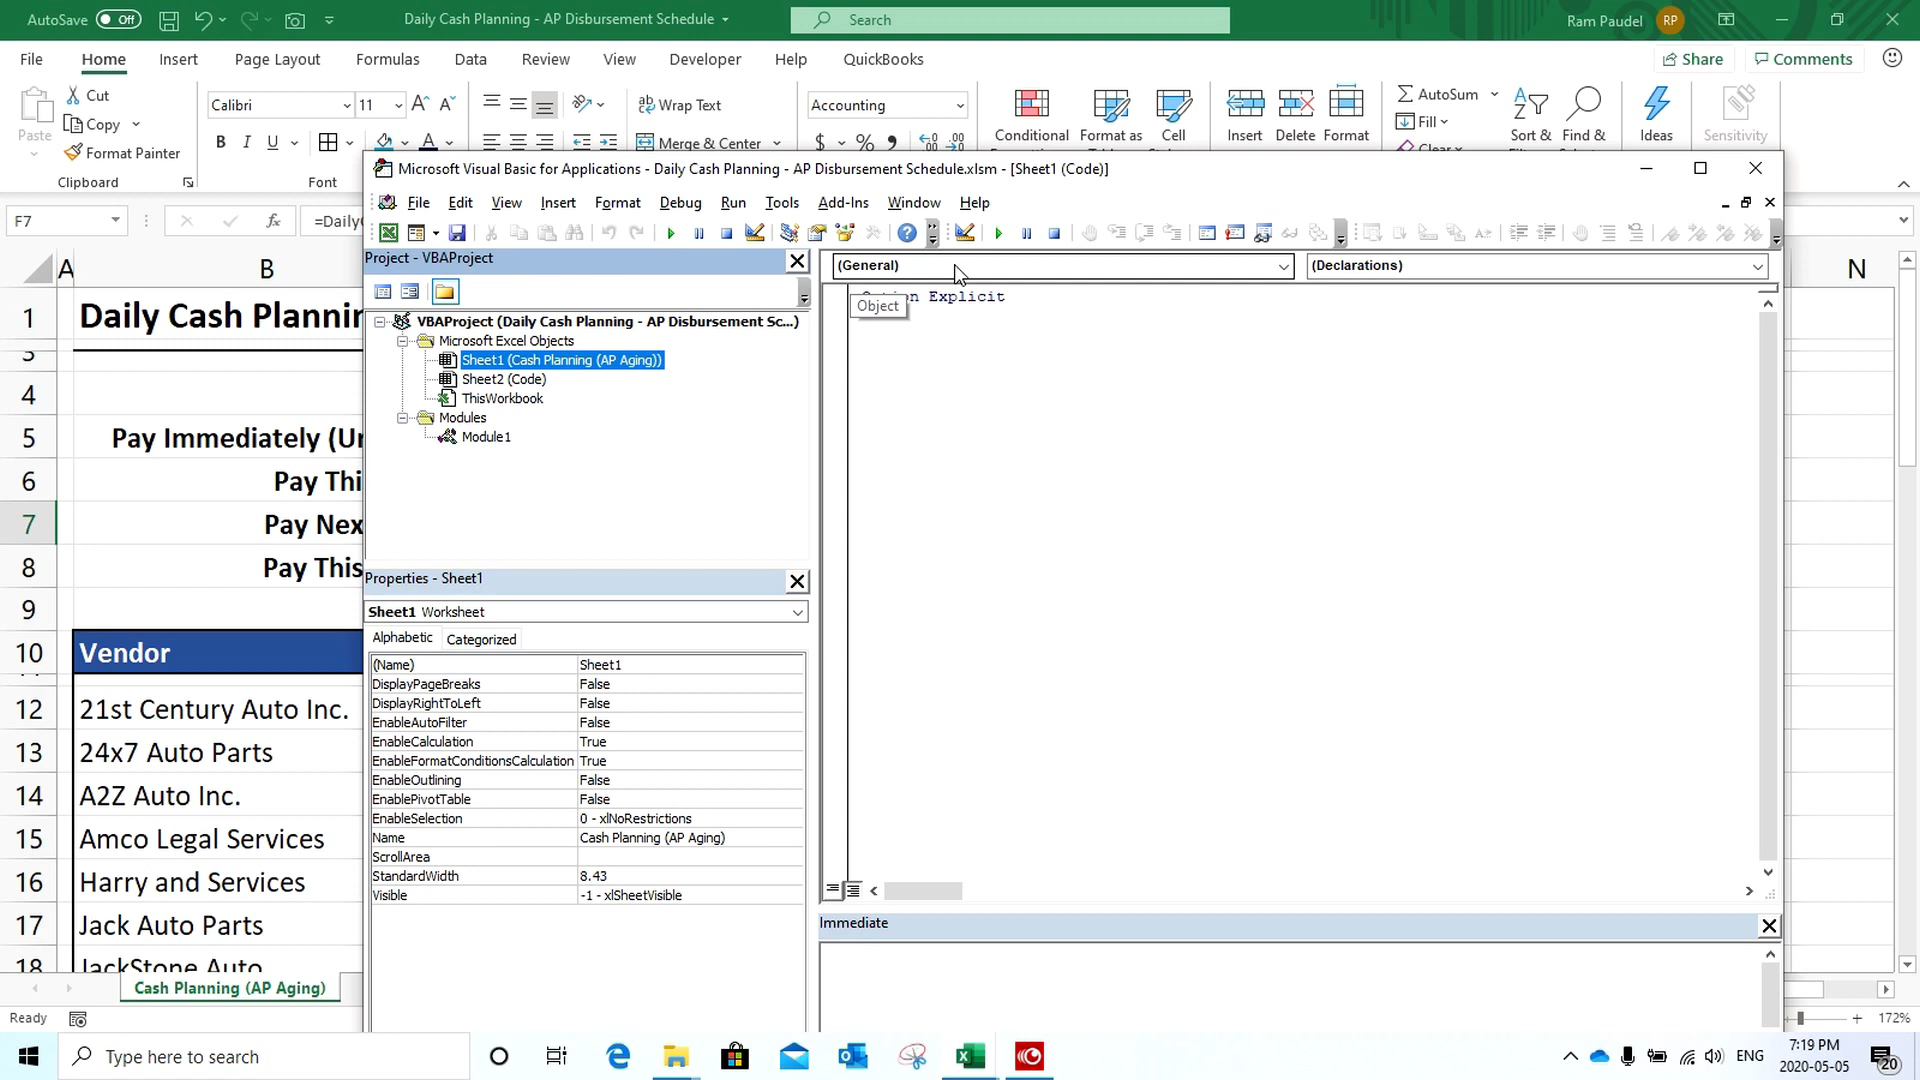 AutoSave Off
Daily Cash Planning - AP Disbursement Schedule
Search
Ram Paudel RP
File Home Insert Page Layout Formulas Data Review View Developer Help QuickBooks
Share Comments
Paste
Cut
Copy
Format Painter
Clipboard
Calibri 11
B I U
Font
Wrap Text
Merge & Center
Accounting
$ % 9
Conditional
Format as
Cell
Insert Delete Format
AutoSum
Fill
Clear
Sort &
Find &
Ideas
Sensitivity
F7
fx
Microsoft Visual Basic for Applications - Daily Cash Planning - AP Disbursement Schedule.xlsm - [Sheet1 (Code)]
File Edit View Insert Format Debug Run Tools Add-Ins Window Help
Project - VBAProject
VBAProject (Daily Cash Planning - AP Disbursement Sc...)
Microsoft Excel Objects
Sheet1 (Cash Planning (AP Aging))
Sheet2 (Code)
ThisWorkbook
Modules
Module1
(General)
(Declarations)
Explicit
Object
Properties - Sheet1
Sheet1 Worksheet
Alphabetic Categorized
(Name) Sheet1
DisplayPageBreaks False
DisplayRightToLeft False
EnableAutoFilter False
EnableCalculation True
EnableFormatConditionsCalculation True
EnableOutlining False
EnablePivotTable False
EnableSelection 0 - xlNoRestrictions
Name Cash Planning (AP Aging)
ScrollArea
StandardWidth 8.43
Visible -1 - xlSheetVisible
Immediate
A B N
1 Daily Cash
4
5 Pay Immediately
6 Pay
7 Pay
8 Pay This
9
10 Vendor
12 21st Century Auto Inc.
13 24x7 Auto Parts
14 A2Z Auto Inc.
15 Amco Legal Services
16 Harry and Services
17 Jack Auto Parts
18 JackStone Auto
Cash Planning (AP Aging)
Ready
172%
Type here to search
ENG
7:19 PM
2020-05-05
20